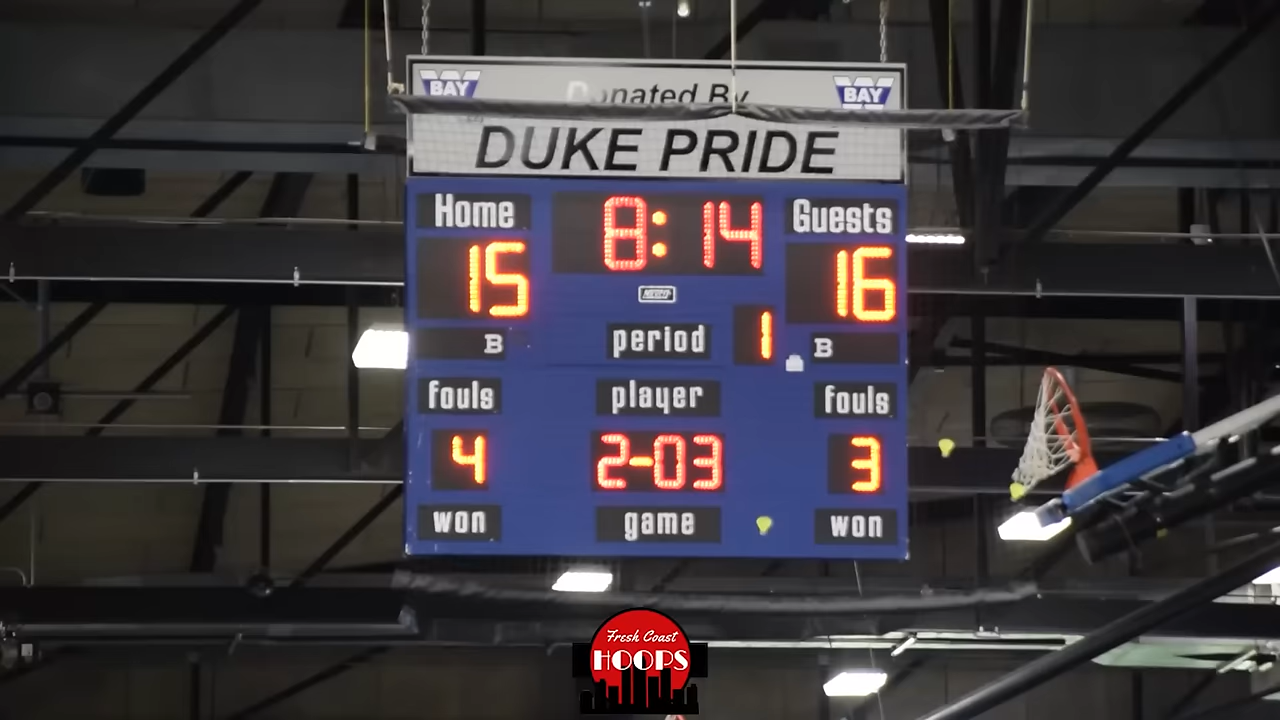 BAY Donated By BAY
DUKE PRIDE
Home 8:14 Guests
15 16
NEVCO
period 1
B B
fouls player fouls
4 2-03 3
won game won
Fresh Coast
HOOPS